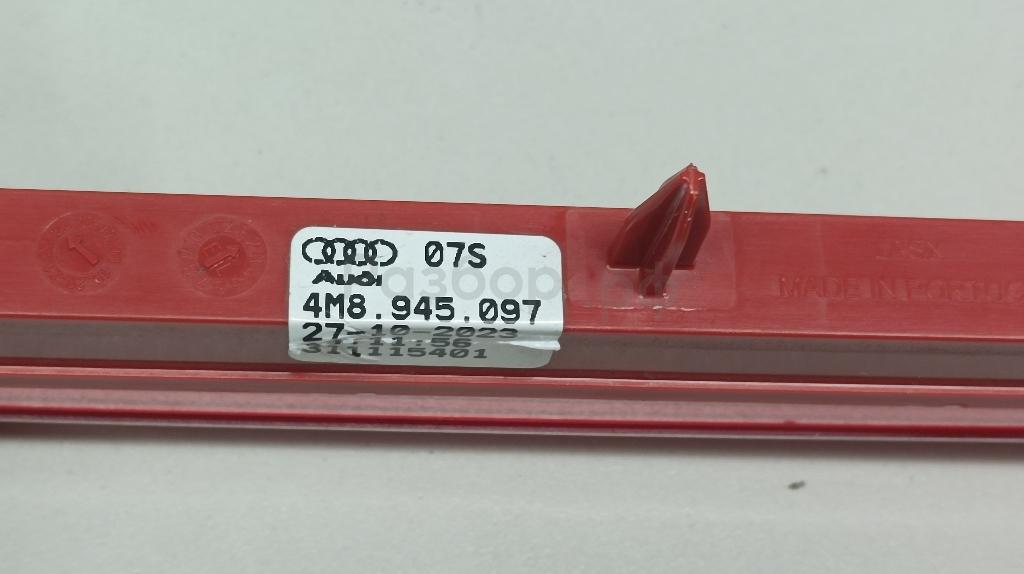 07S
Audi
4M8.945.097
27-10-2023
311115401
MADE IN PORTUG